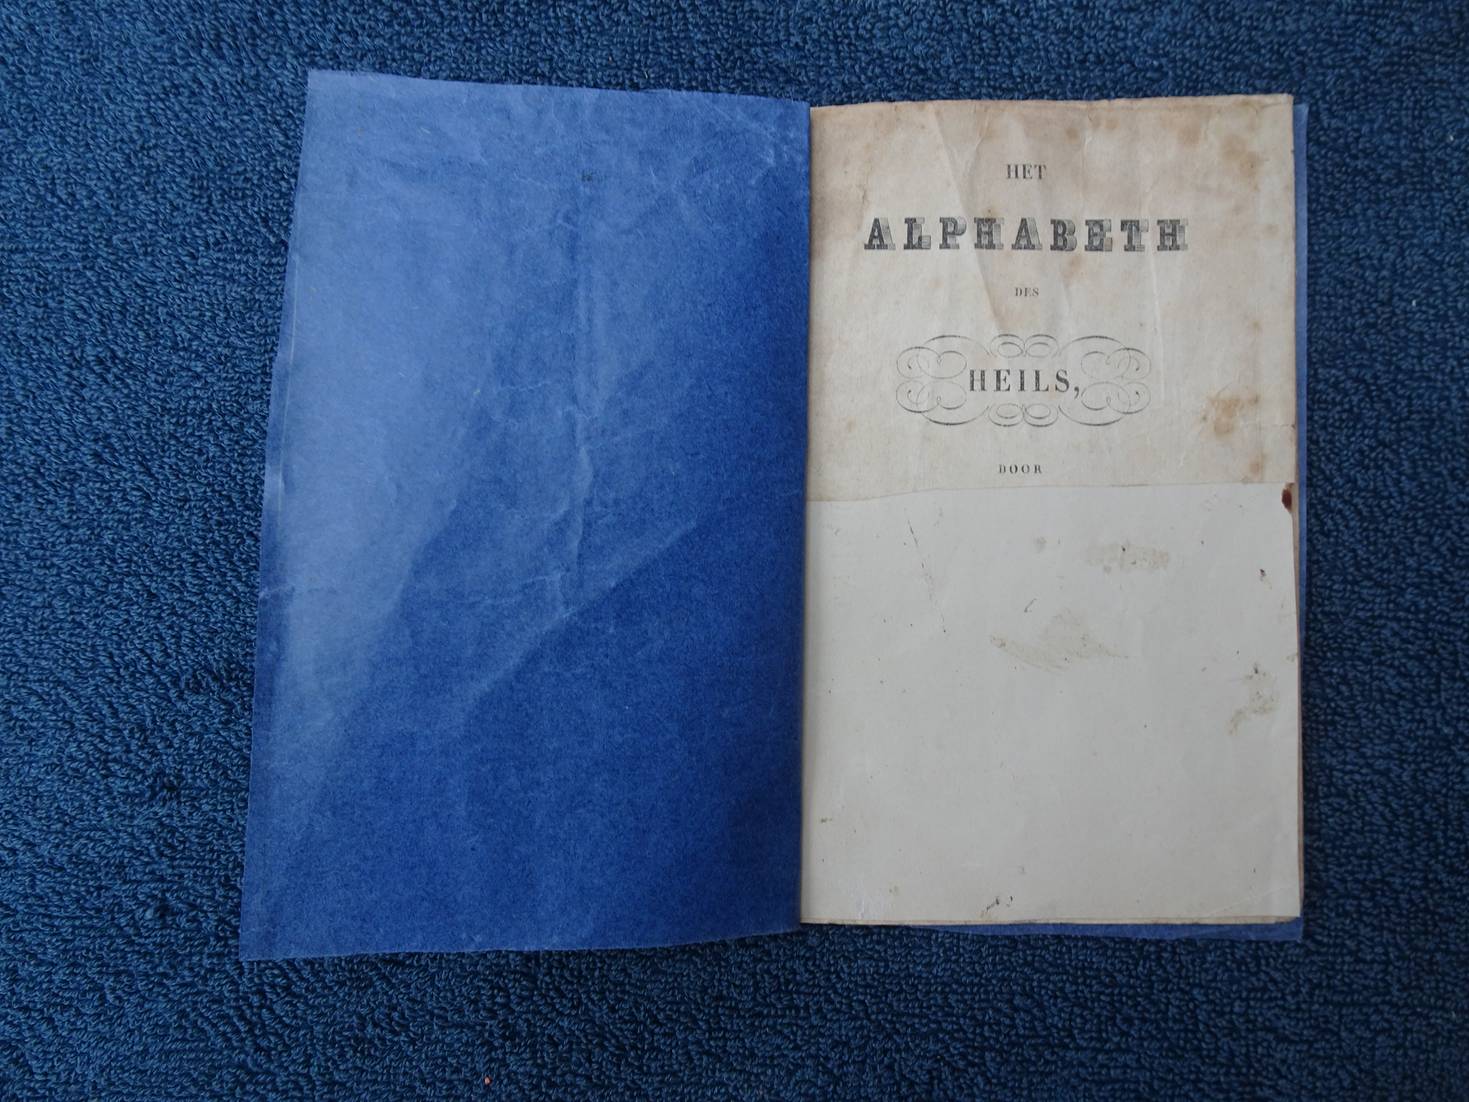 HET
ALPHABETH
DES
HEILS,
DOOR